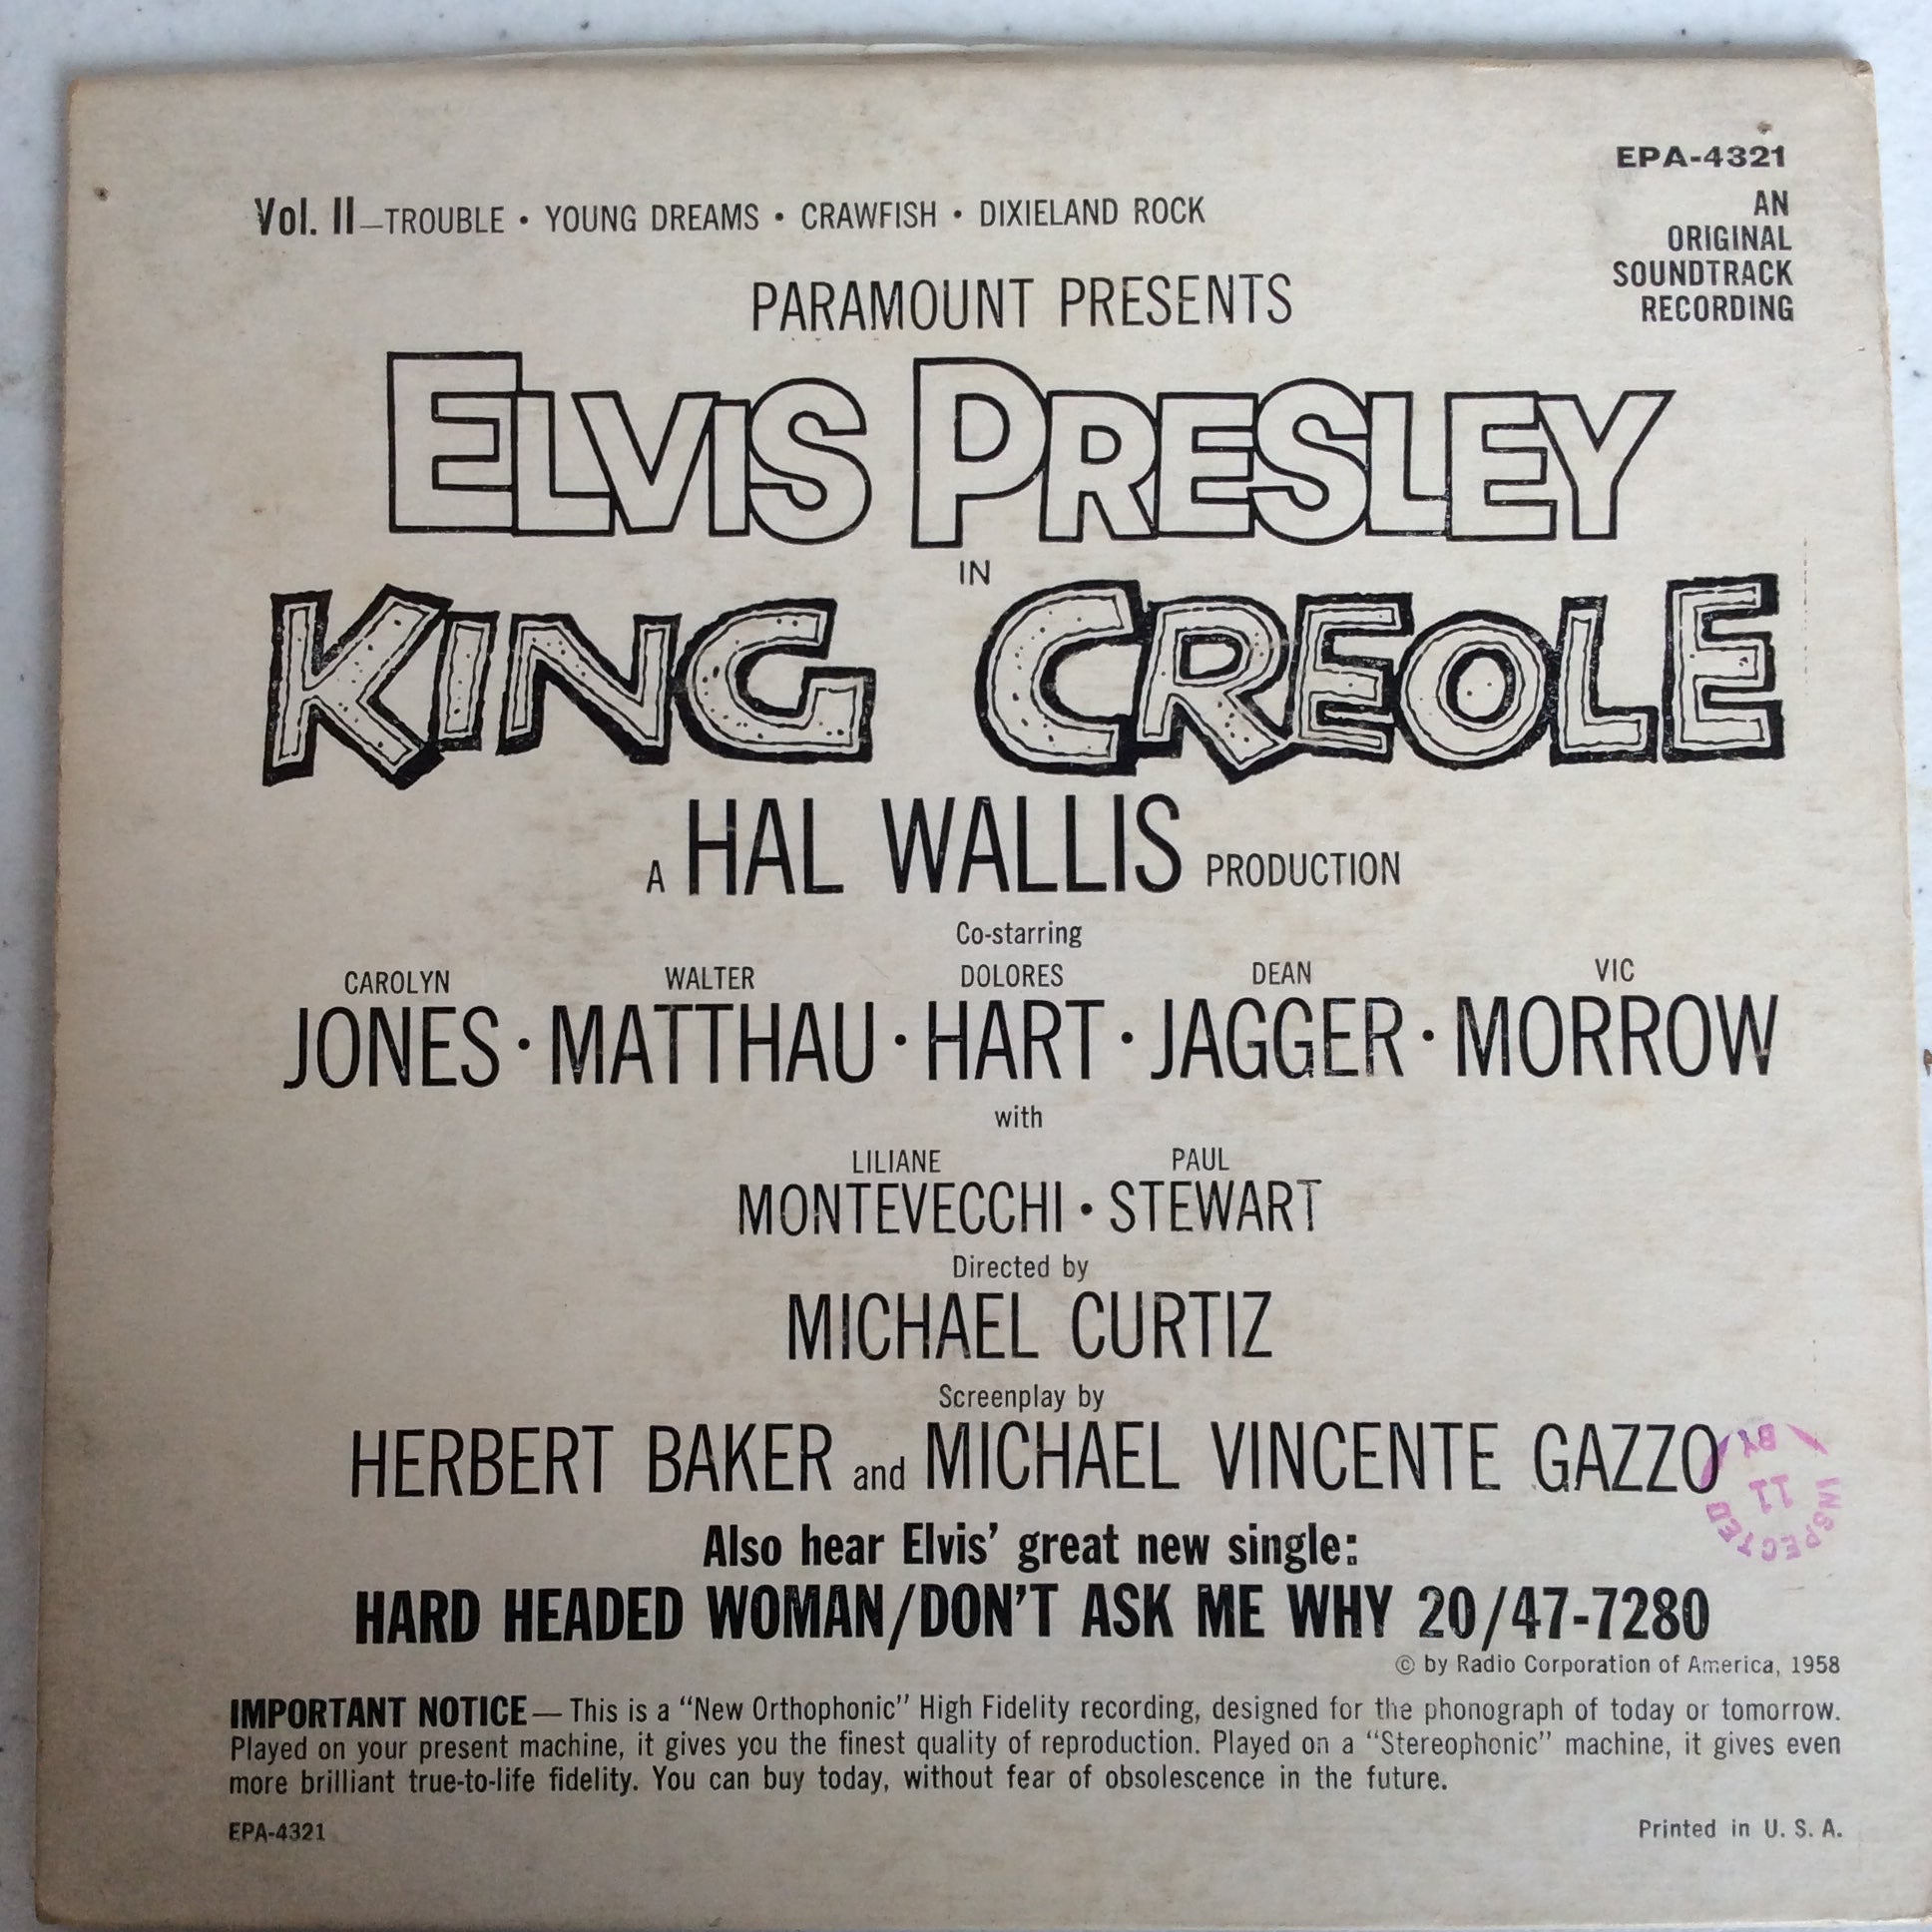 EPA-4321
AN
ORIGINAL
SOUNDTRACK
RECORDING
Vol. II—TROUBLE • YOUNG DREAMS • CRAWFISH • DIXIELAND ROCK
PARAMOUNT PRESENTS
ELVIS PRESLEY
IN
KING CREOLE
A HAL WALLIS PRODUCTION
Co-starring
CAROLYN WALTER DOLORES DEAN VIC
JONES • MATTHAU • HART • JAGGER • MORROW
with
LILIANE PAUL
MONTEVECCHI • STEWART
Directed by
MICHAEL CURTIZ
Screenplay by
HERBERT BAKER and MICHAEL VINCENTE GAZZO
INSPECTED
11
BY
Also hear Elvis' great new single:
HARD HEADED WOMAN/DON'T ASK ME WHY 20/47-7280
© by Radio Corporation of America, 1958
IMPORTANT NOTICE— This is a "New Orthophonic" High Fidelity recording, designed for the phonograph of today or tomorrow.
Played on your present machine, it gives you the finest quality of reproduction. Played on a "Stereophonic" machine, it gives even
more brilliant true-to-life fidelity. You can buy today, without fear of obsolescence in the future.
EPA-4321 Printed in U. S. A.